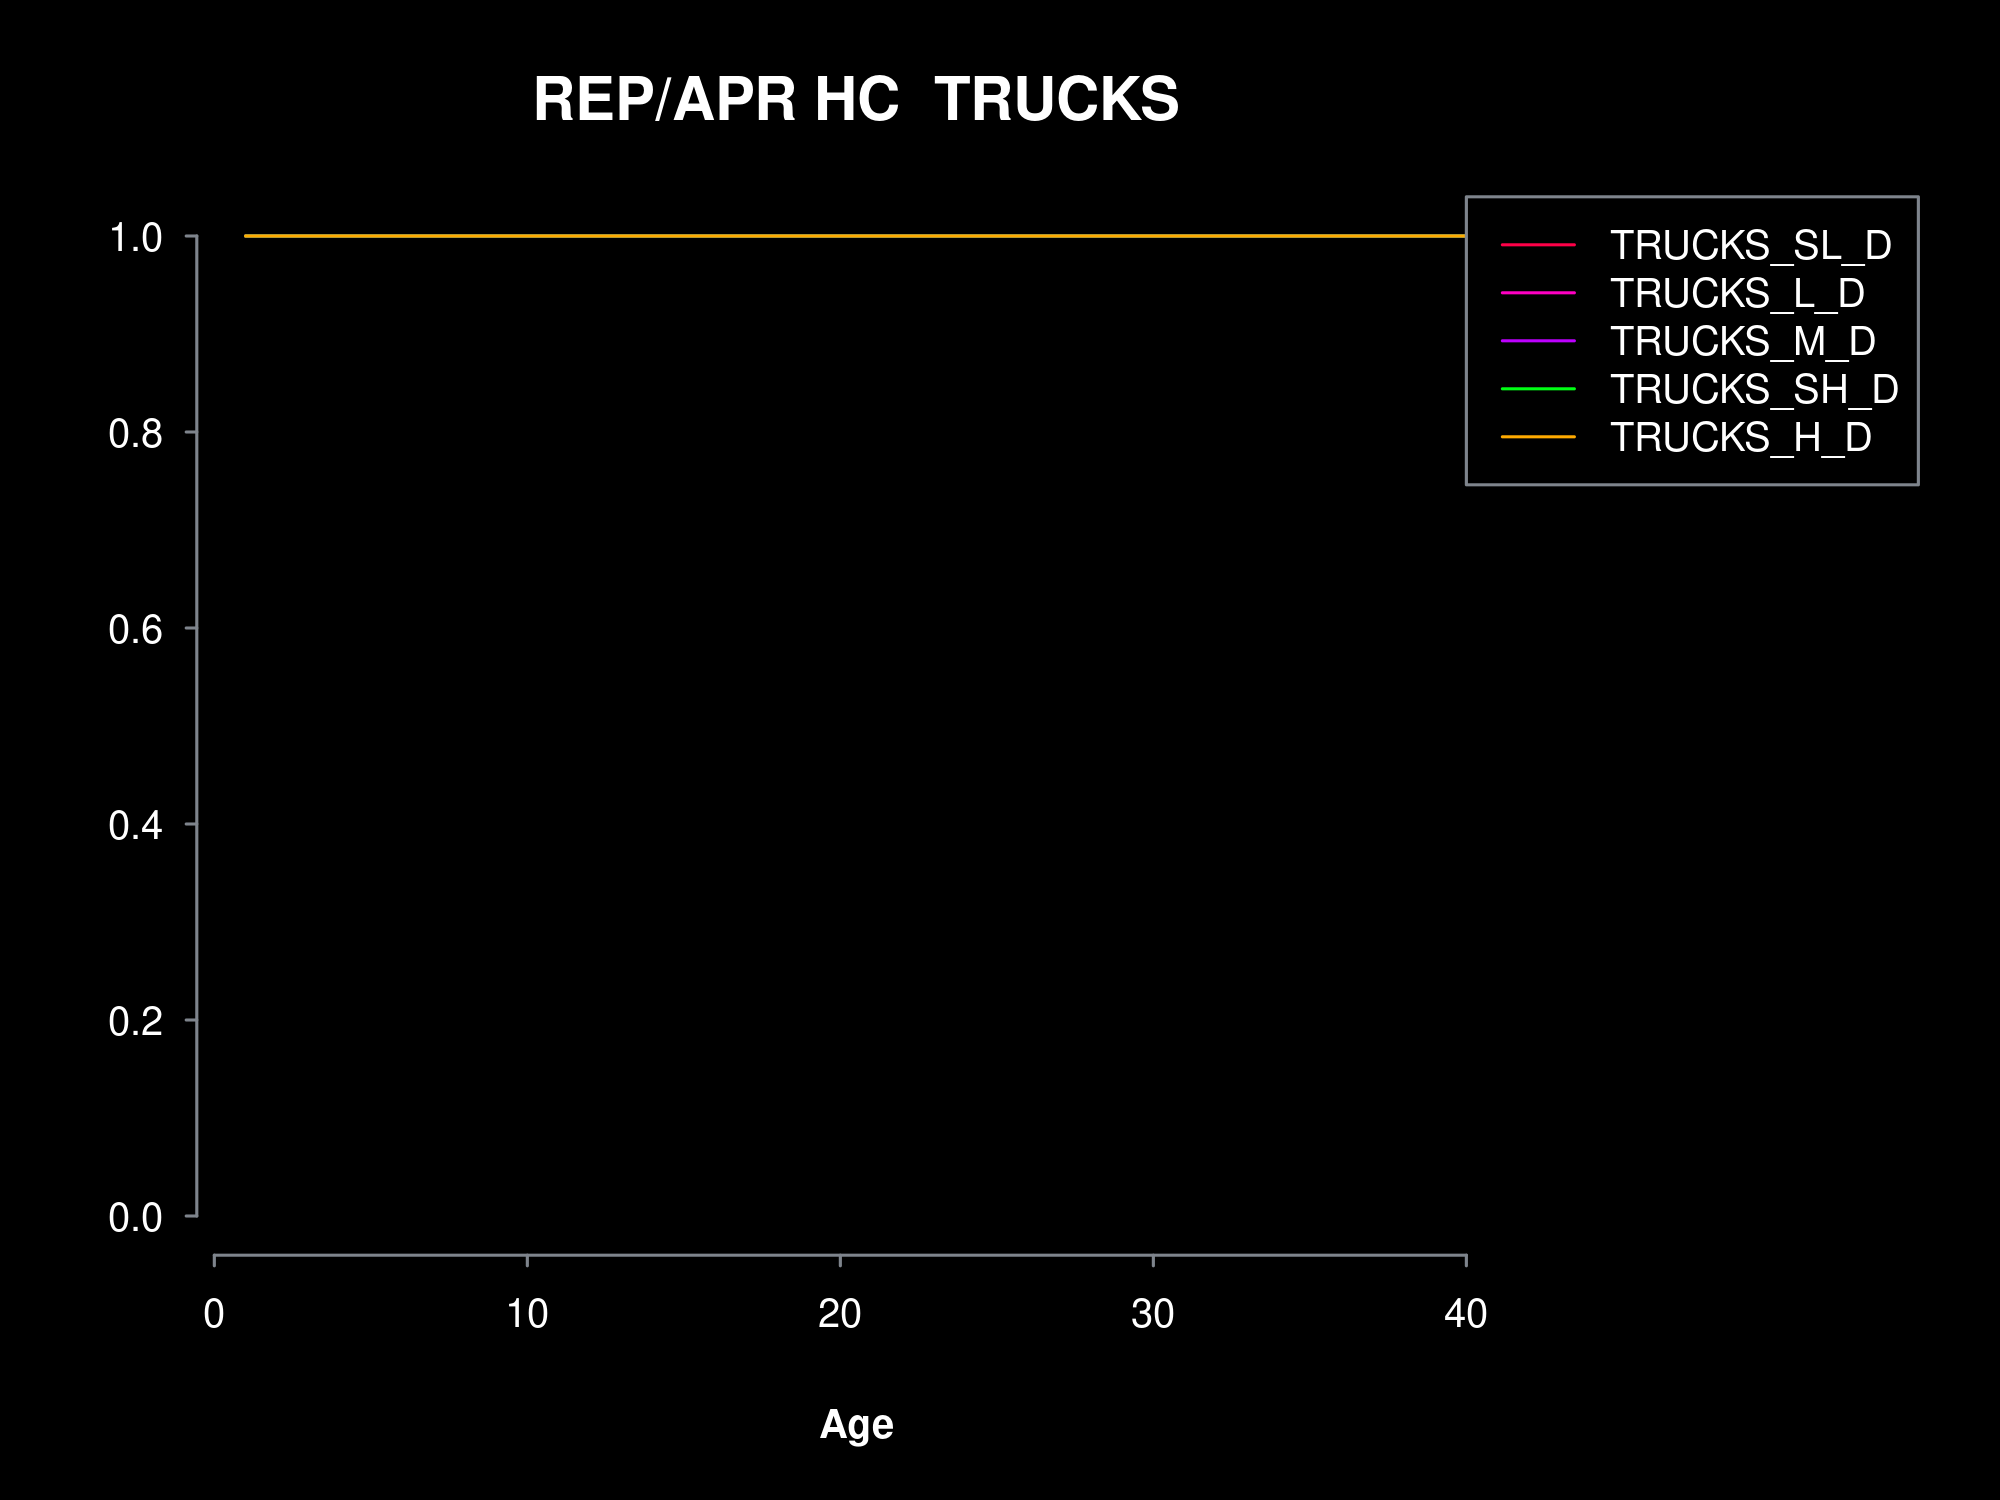 REP/APR HC  TRUCKS
TRUCKS_SL_D
TRUCKS_L_D
TRUCKS_M_D
TRUCKS_SH_D
TRUCKS_H_D
1.0
0.8
0.6
0.4
0.2
0.0
0 10 20 30 40
Age